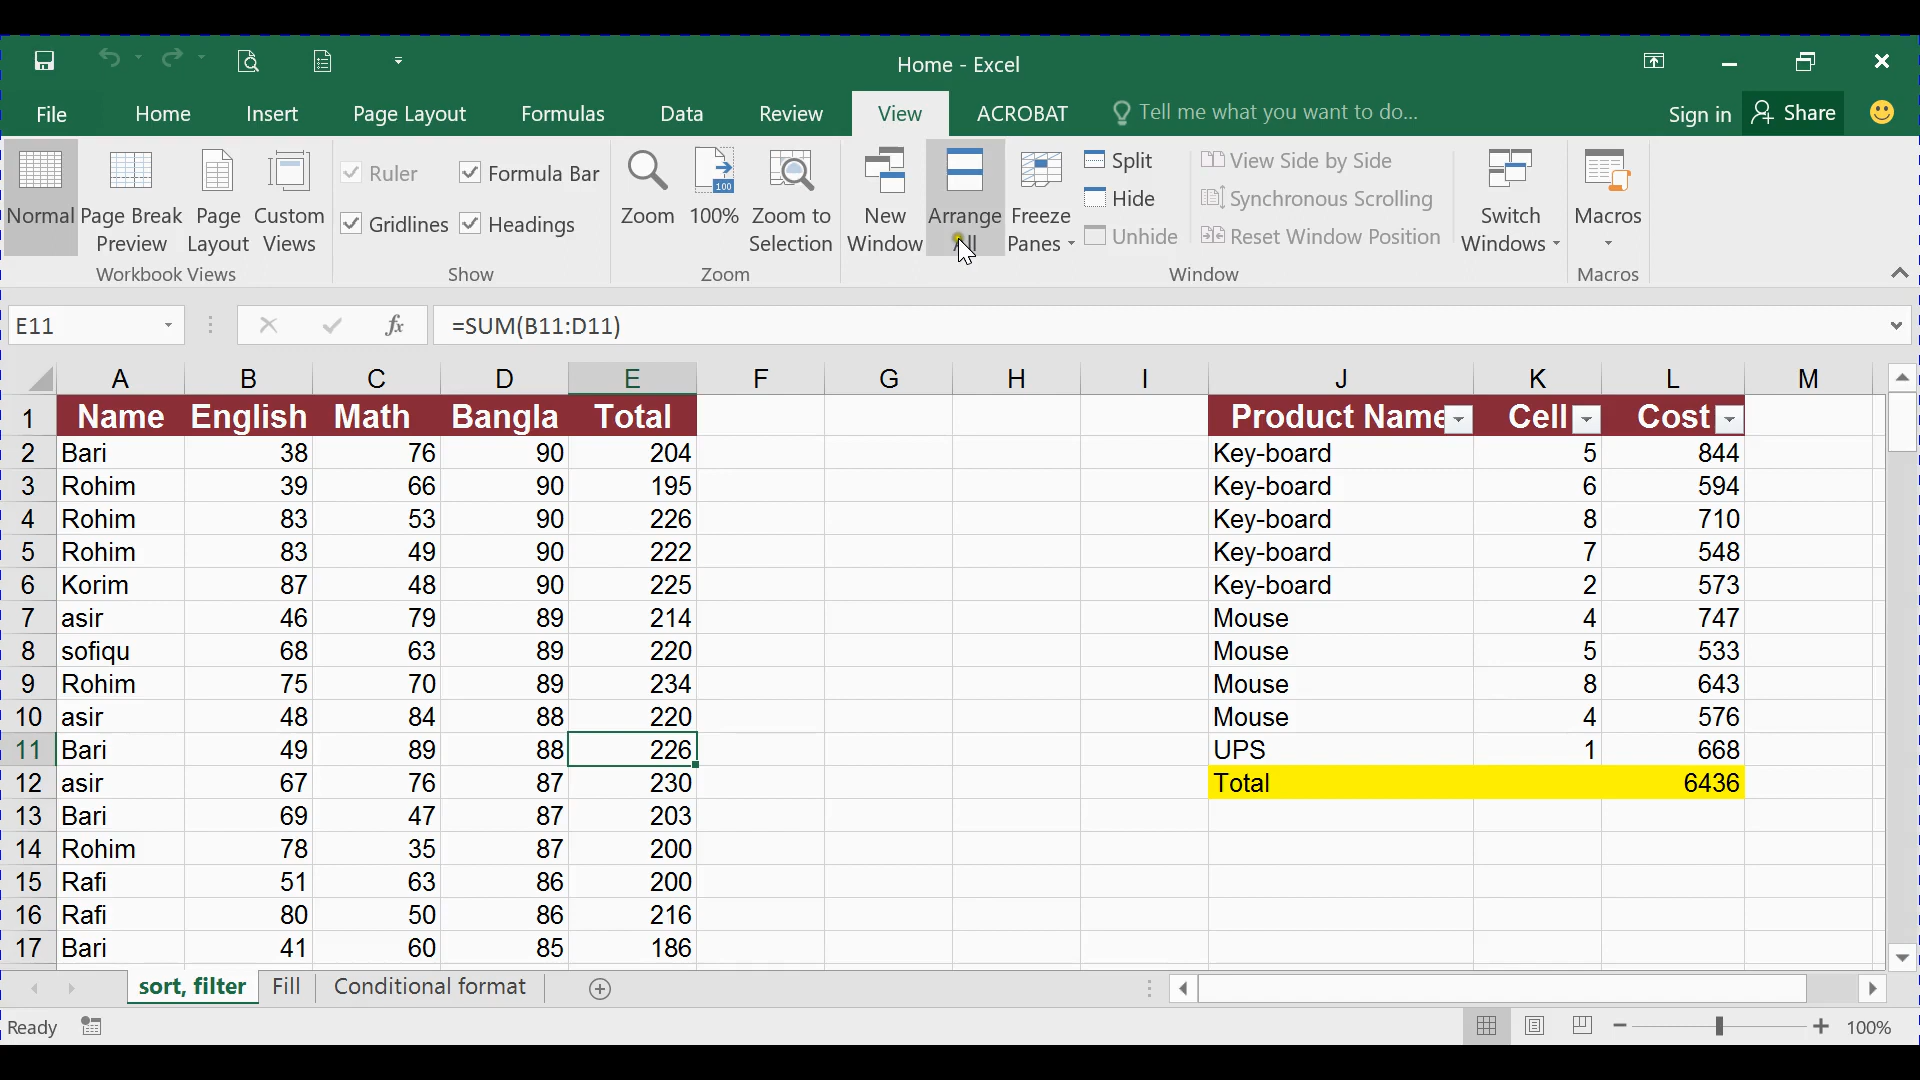 Home - Excel
File Home Insert Page Layout Formulas Data Review View ACROBAT Tell me what you want to do... Sign in Share
Normal Page Break Preview Page Layout Custom Views
Workbook Views
Ruler Formula Bar
Gridlines Headings
Show
Zoom 100% Zoom to Selection
100
Zoom
New Window Arrange All Freeze Panes
Split
Hide
Unhide
View Side by Side
Synchronous Scrolling
Reset Window Position
Switch Windows
Window
Macros
Macros
E11 fx =SUM(B11:D11)
A B C D E F G H I J K L M
1 Name English Math Bangla Total Product Name Cell Cost
2 Bari 38 76 90 204 Key-board 5 844
3 Rohim 39 66 90 195 Key-board 6 594
4 Rohim 83 53 90 226 Key-board 8 710
5 Rohim 83 49 90 222 Key-board 7 548
6 Korim 87 48 90 225 Key-board 2 573
7 asir 46 79 89 214 Mouse 4 747
8 sofiqu 68 63 89 220 Mouse 5 533
9 Rohim 75 70 89 234 Mouse 8 643
10 asir 48 84 88 220 Mouse 4 576
11 Bari 49 89 88 226 UPS 1 668
12 asir 67 76 87 230 Total 6436
13 Bari 69 47 87 203
14 Rohim 78 35 87 200
15 Rafi 51 63 86 200
16 Rafi 80 50 86 216
17 Bari 41 60 85 186
sort, filter Fill Conditional format
Ready 100%